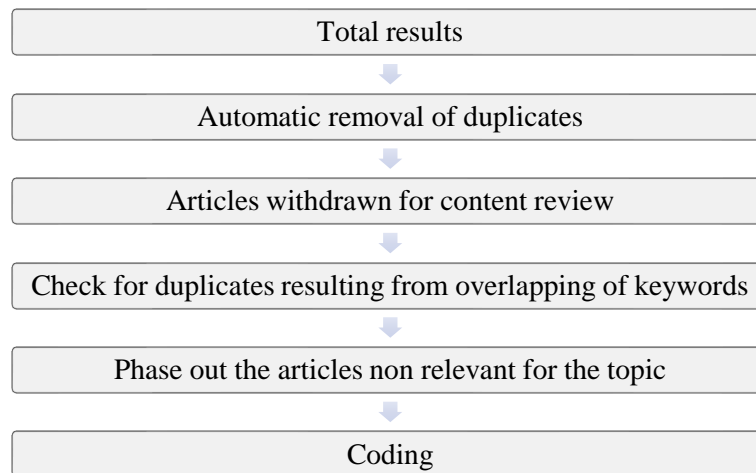 Total results
Automatic removal of duplicates
Articles withdrawn for content review
Check for duplicates resulting from overlapping of keywords
Phase out the articles non relevant for the topic
Coding